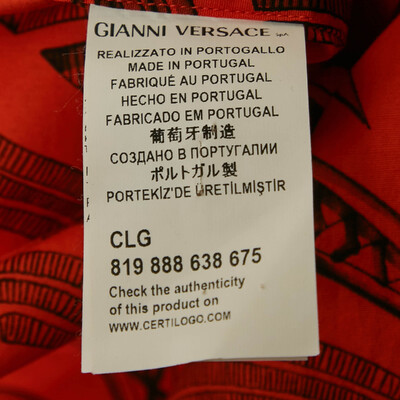 GIANNI VERSACE S.p.A.
REALIZZATO IN PORTOGALLO
MADE IN PORTUGAL
FABRIQUÉ AU PORTUGAL
HECHO EN PORTUGAL
FABRICADO EM PORTUGAL
葡萄牙制造
СОЗДАНО В ПОРТУГАЛИИ
ポルトガル製
PORTEKİZ'DE ÜRETİLMİŞTİR
CLG
819 888 638 675
Check the authenticity
of this product on
WWW.CERTILOGO.COM